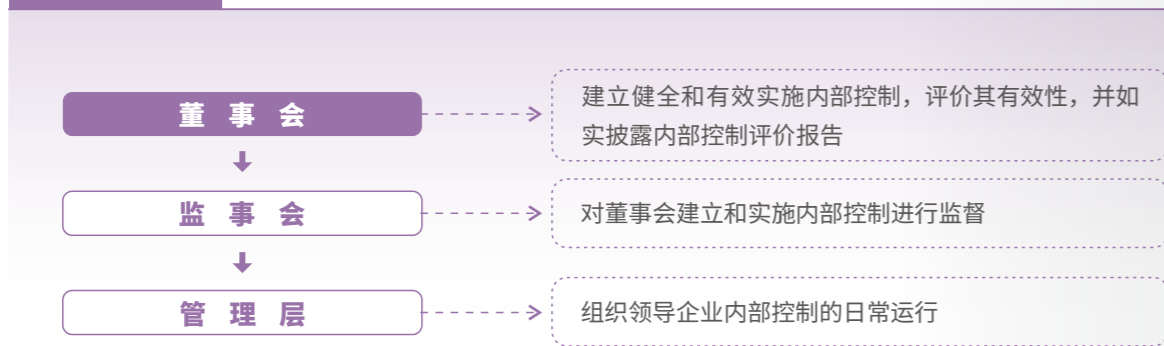 董事会
建立健全和有效实施内部控制，评价其有效性，并如
实披露内部控制评价报告
监事会
对董事会建立和实施内部控制进行监督
管理层
组织领导企业内部控制的日常运行